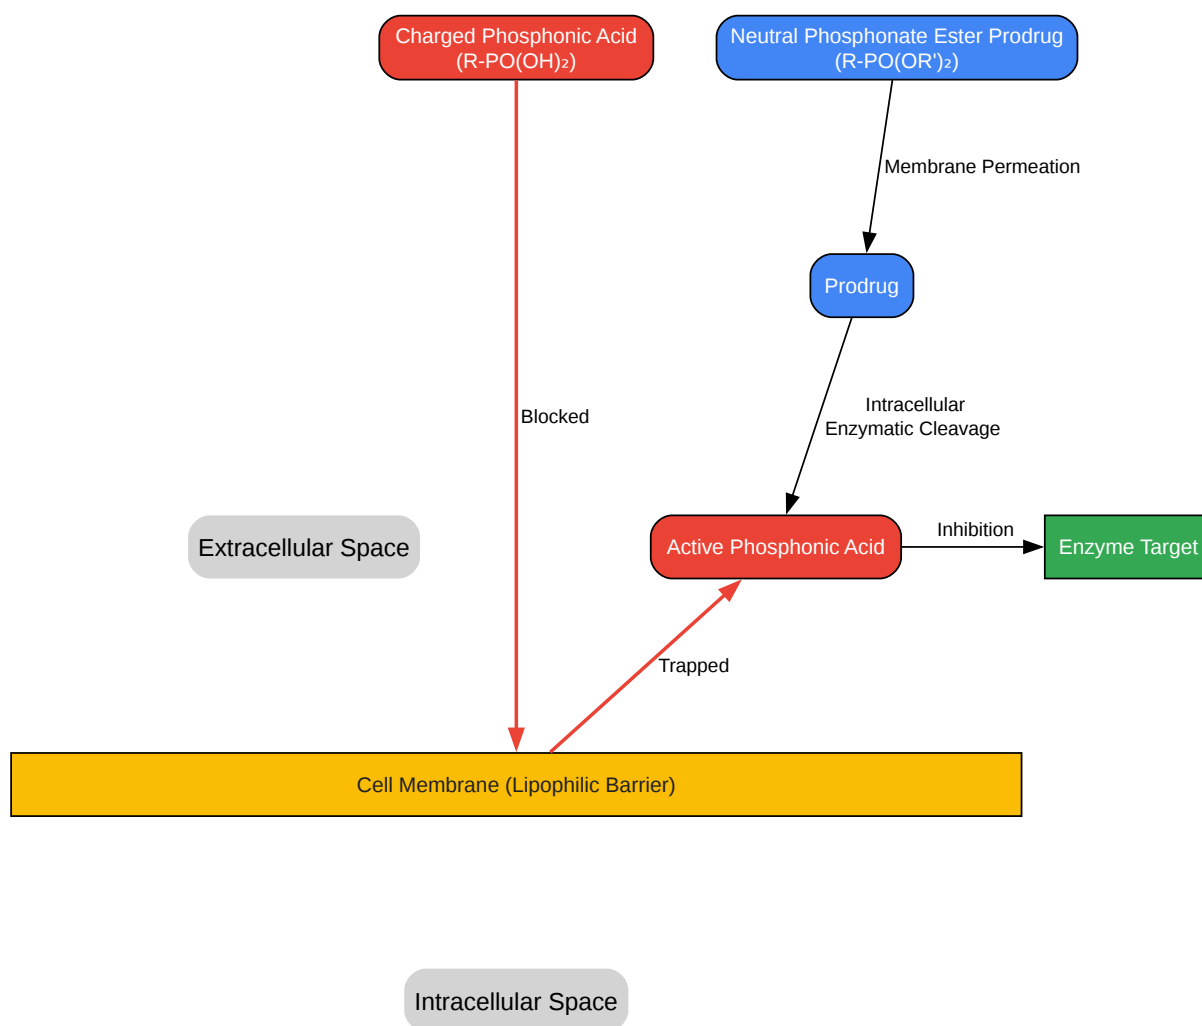 Charged Phosphonic Acid
(R-PO(OH)₂)
Neutral Phosphonate Ester Prodrug
(R-PO(OR')₂)
Membrane Permeation
Prodrug
Intracellular
Enzymatic Cleavage
Blocked
Extracellular Space
Active Phosphonic Acid
Inhibition
Enzyme Target
Trapped
Cell Membrane (Lipophilic Barrier)
Intracellular Space